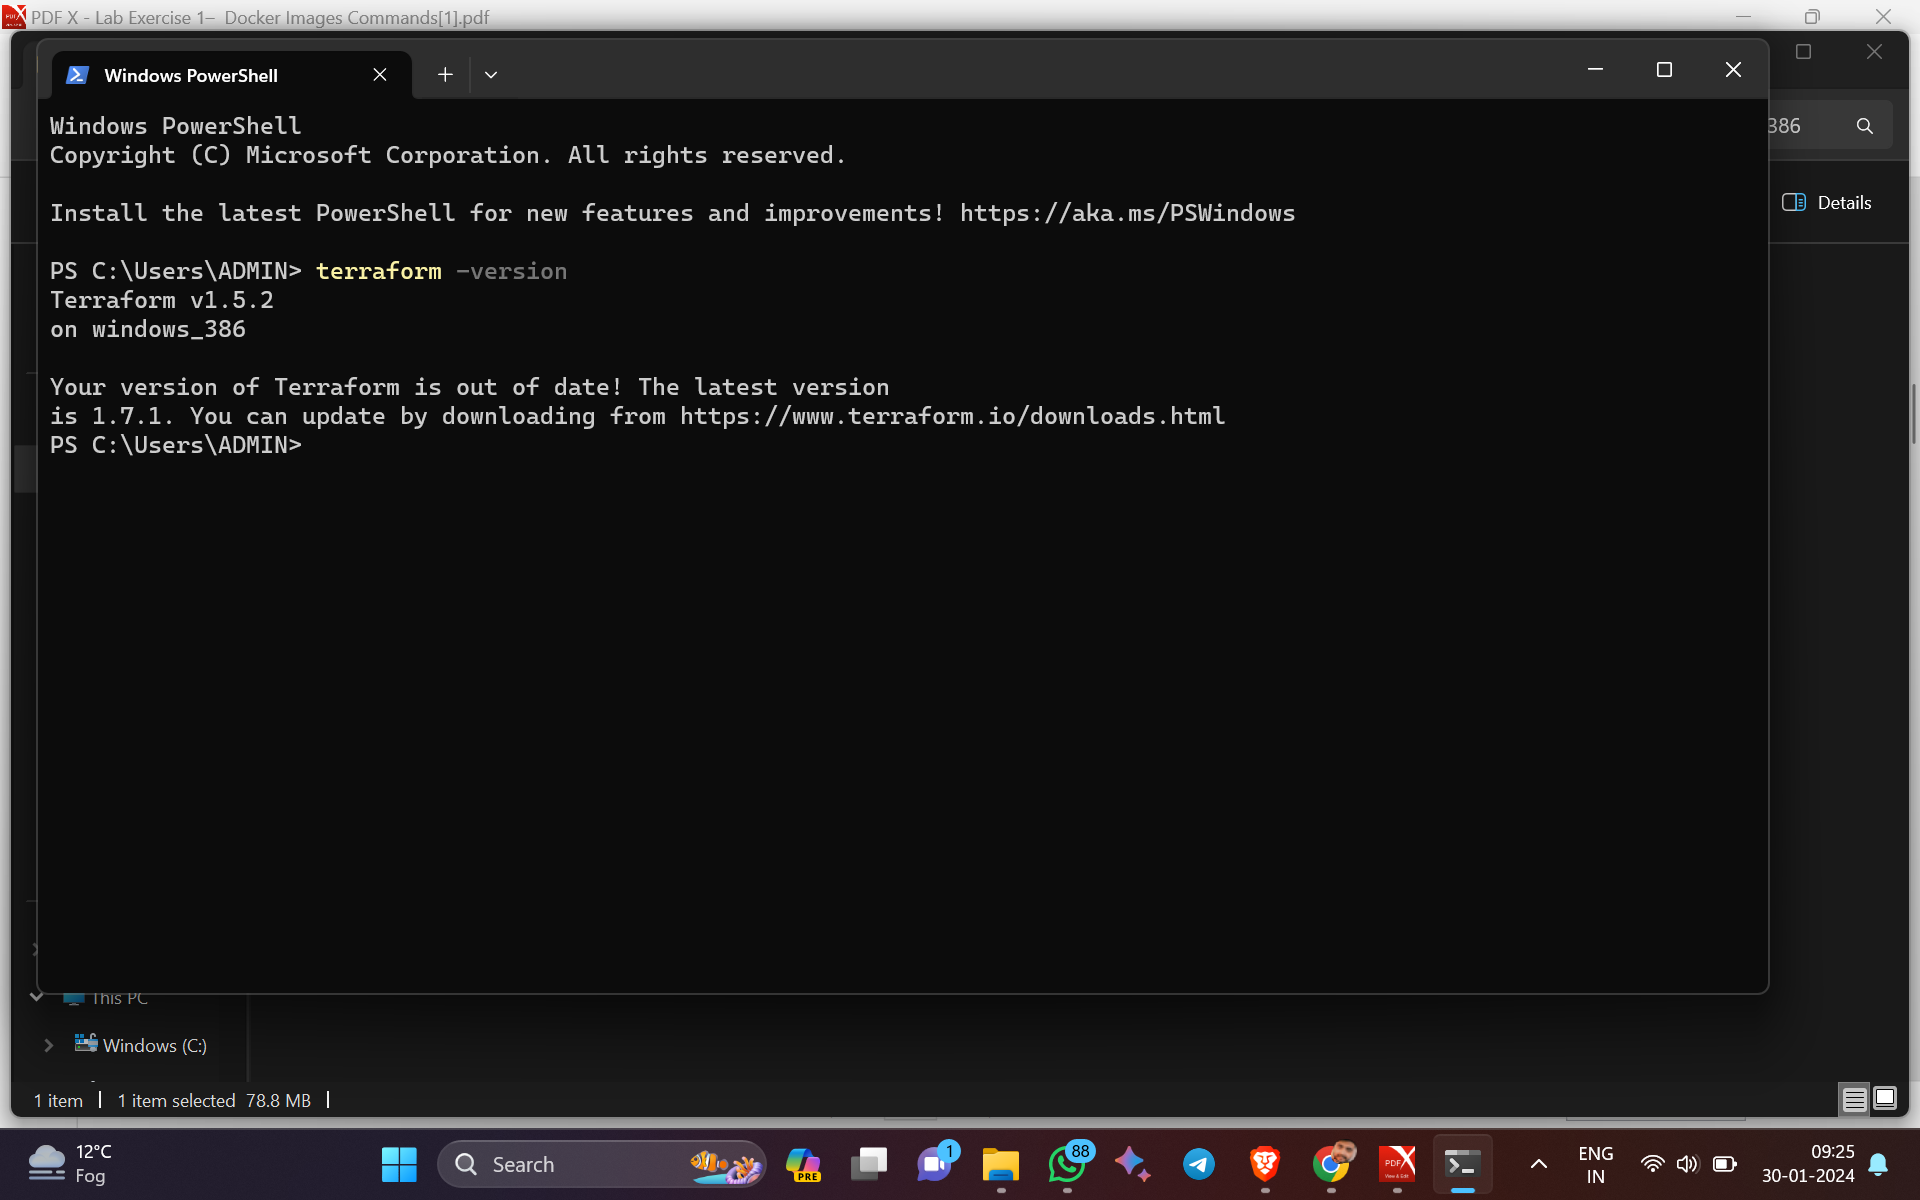 PDF X - Lab Exercise 1– Docker Images Commands[1].pdf
Windows PowerShell
386
Details
Windows PowerShell
Copyright (C) Microsoft Corporation. All rights reserved.
Install the latest PowerShell for new features and improvements! https://aka.ms/PSWindows
PS C:\Users\ADMIN> terraform -version
Terraform v1.5.2
on windows_386
Your version of Terraform is out of date! The latest version
is 1.7.1. You can update by downloading from https://www.terraform.io/downloads.html
PS C:\Users\ADMIN>
This PC
Windows (C:)
1 item
1 item selected 78.8 MB
12°C
Fog
Search
PRE
1
88
PDF X
ENG
IN
09:25
30-01-2024